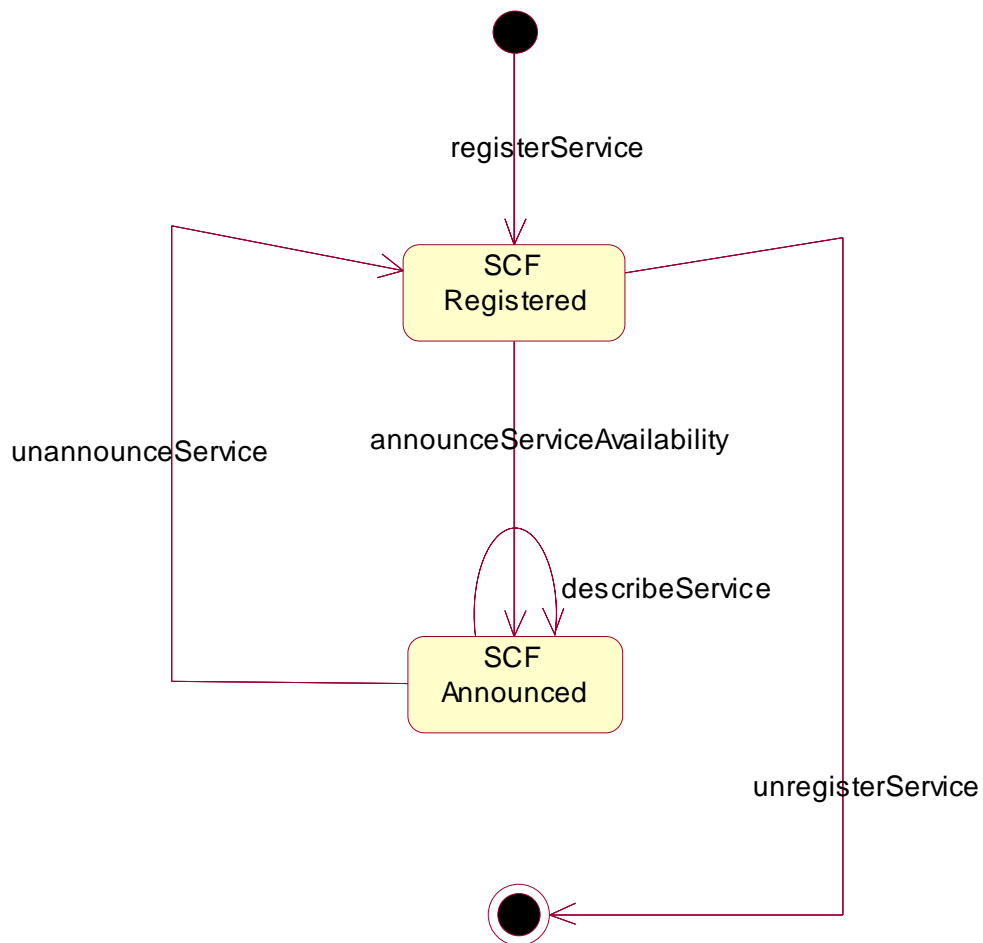 registerService
SCF
Registered
announceServiceAvailability
unannounceService
describeService
SCF
Announced
unregisterService